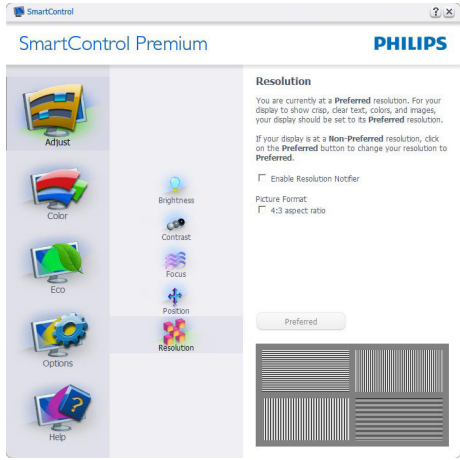 SmartControl
SmartControl Premium
PHILIPS
Adjust
Color
Eco
Options
Help
Brightness
Contrast
Focus
Position
Resolution
Resolution
You are currently at a Preferred resolution. For your
display to show crisp, clear text, colors, and images,
your display should be set to its Preferred resolution.
If your display is at a Non-Preferred resolution, click
on the Preferred button to change your resolution to
Preferred.
Enable Resolution Notifier
Picture Format
4:3 aspect ratio
Preferred